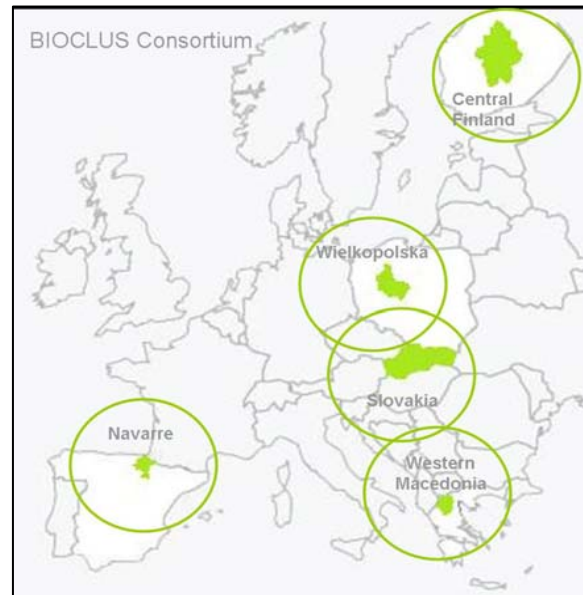 BIOCLUS Consortium
Central
Finland
Wielkopolska
Slovakia
Navarre
Western
Macedonia